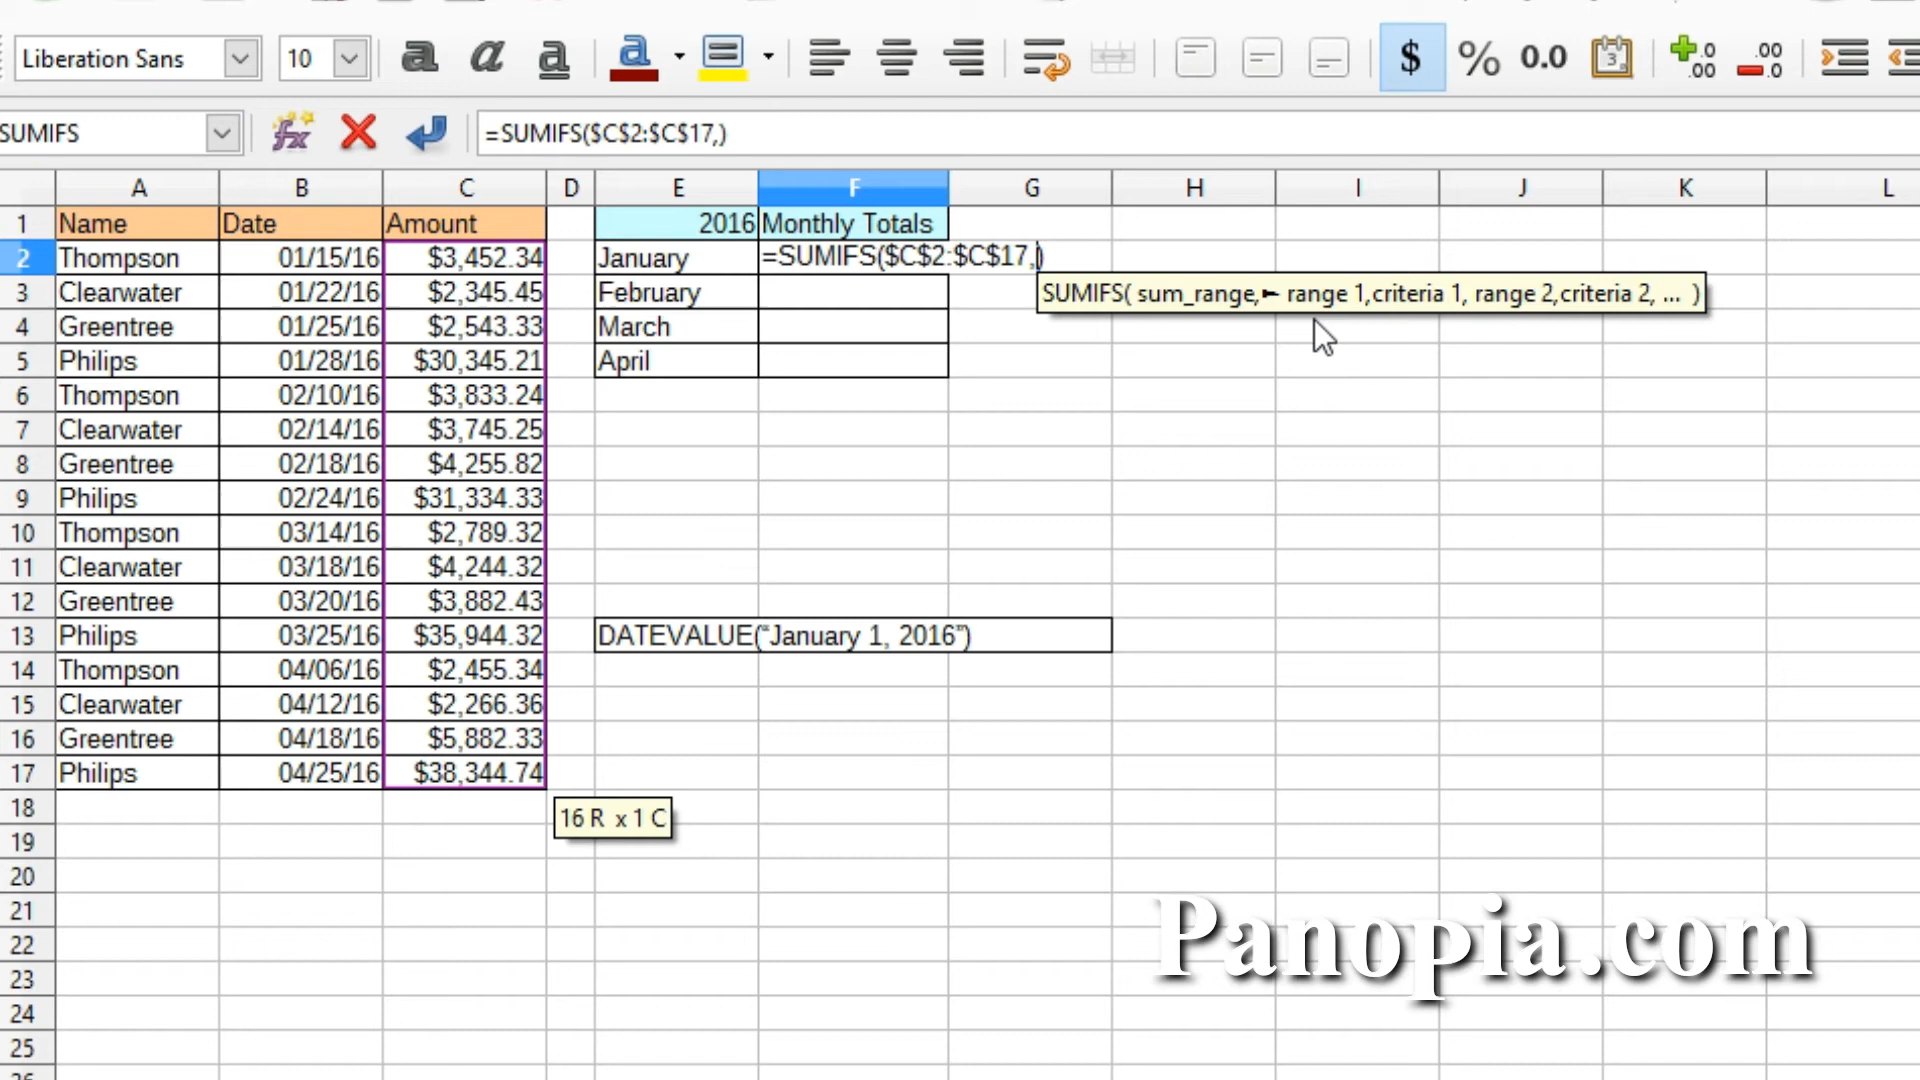 Liberation Sans 10 $ % 0.0
SUMIFS =SUMIFS($C$2:$C$17,)
A B C D E F G H I J K L
1 Name Date Amount 2016 Monthly Totals
2 Thompson 01/15/16 $3,452.34 January =SUMIFS($C$2:$C$17,)
SUMIFS( sum_range, range 1,criteria 1, range 2,criteria 2, ... )
3 Clearwater 01/22/16 $2,345.45 February
4 Greentree 01/25/16 $2,543.33 March
5 Philips 01/28/16 $30,345.21 April
6 Thompson 02/10/16 $3,833.24
7 Clearwater 02/14/16 $3,745.25
8 Greentree 02/18/16 $4,255.82
9 Philips 02/24/16 $31,334.33
10 Thompson 03/14/16 $2,789.32
11 Clearwater 03/18/16 $4,244.32
12 Greentree 03/20/16 $3,882.43
13 Philips 03/25/16 $35,944.32 DATEVALUE(“January 1, 2016”)
14 Thompson 04/06/16 $2,455.34
15 Clearwater 04/12/16 $2,266.36
16 Greentree 04/18/16 $5,882.33
17 Philips 04/25/16 $38,344.74
18
16 R x 1 C
19
20
21
22
Panopia.com
23
24
25